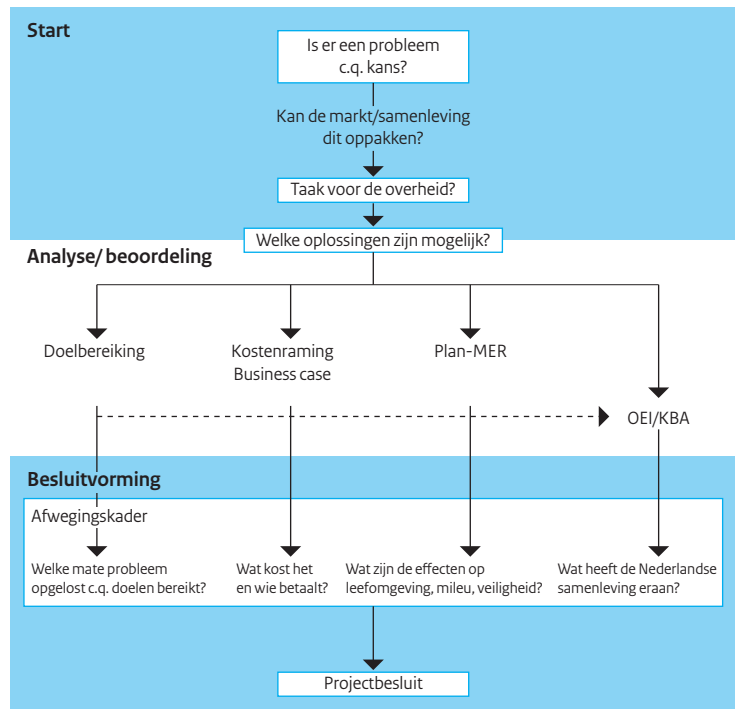 Start
Is er een probleem
c.q. kans?
Kan de markt/samenleving
dit oppakken?
Taak voor de overheid?
Welke oplossingen zijn mogelijk?
Analyse/ beoordeling
Doelbereiking
Kostenraming
Business case
Plan-MER
OEI/KBA
Besluitvorming
Afwegingskader
Welke mate probleem
opgelost c.q. doelen bereikt?
Wat kost het
en wie betaalt?
Wat zijn de effecten op
leefomgeving, mileu, veiligheid?
Wat heeft de Nederlandse
samenleving eraan?
Projectbesluit